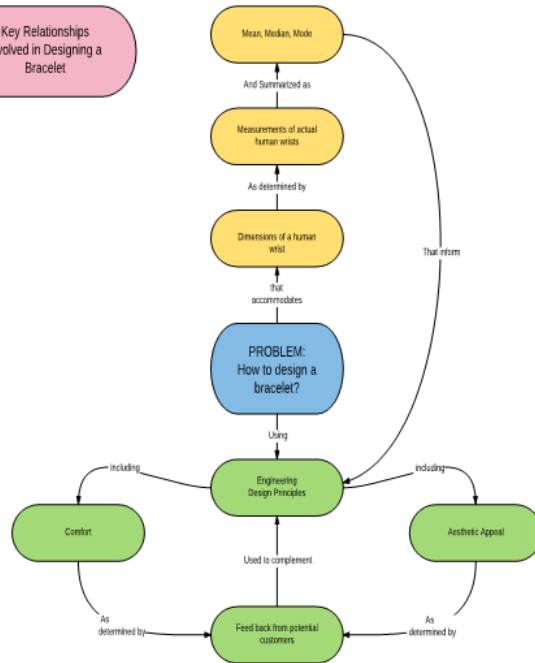 Key Relationships
volved in Designing a
Bracelet
Mean, Median, Mode
And Summarized as
Measurements of actual
human wrists
As determined by
Dimensions of a human
wrist
That inform
that
accommodates
PROBLEM:
How to design a
bracelet?
Using
including
Engineering
Design Principles
including
Comfort
Aesthetic Appeal
Used to complement
As
determined by
Feed back from potential
customers
As
determined by